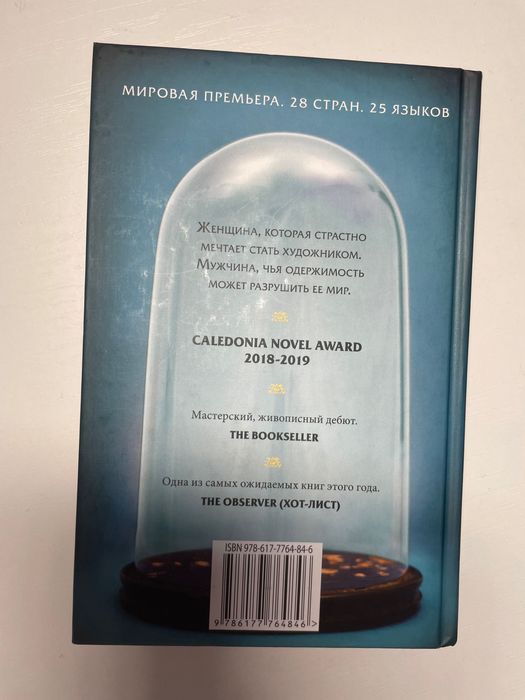 МИРОВАЯ ПРЕМЬЕРА. 28 СТРАН. 25 ЯЗЫКОВ
ЖЕНЩИНА, КОТОРАЯ СТРАСТНО
МЕЧТАЕТ СТАТЬ ХУДОЖНИКОМ.
МУЖЧИНА, ЧЬЯ ОДЕРЖИМОСТЬ
МОЖЕТ РАЗРУШИТЬ ЕЕ МИР.
CALEDONIA NOVEL AWARD
2018-2019
Мастерский, живописный дебют.
THE BOOKSELLER
Одна из самых ожидаемых книг этого года.
THE OBSERVER (ХОТ-ЛИСТ)
ISBN 978-617-7764-84-6
9 786177 764846 >